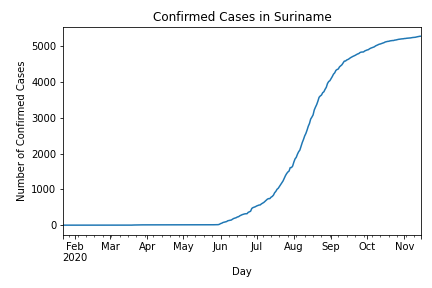 Confirmed Cases in Suriname
Number of Confirmed Cases
5000
4000
3000
2000
1000
0
Feb Mar Apr May Jun Jul Aug Sep Oct Nov
2020
Day